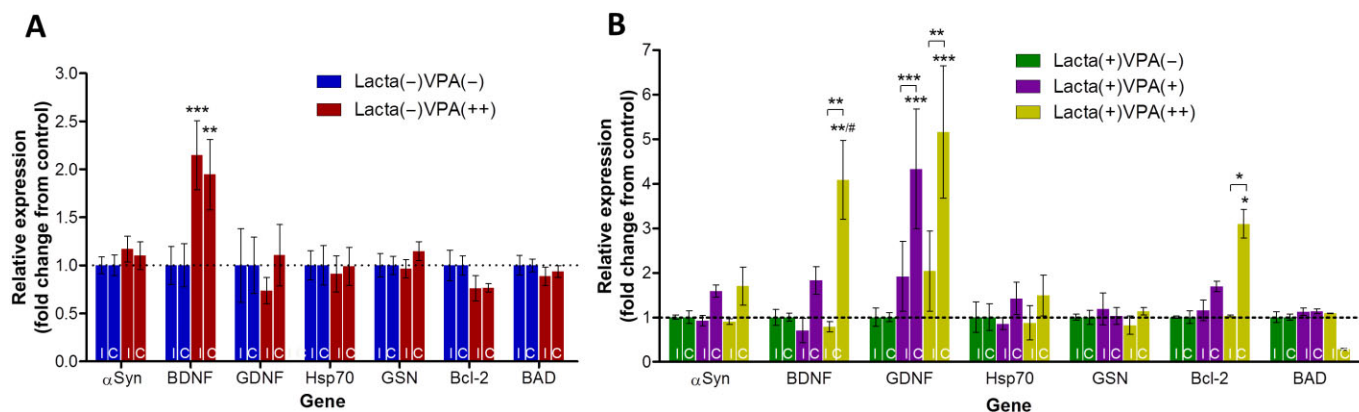 A
Relative expression
(fold change from control)
3.0
2.5
2.0
1.5
1.0
0.5
0.0
Lacta(−)VPA(−)
Lacta(−)VPA(++)
***
**
I C I C I C I C I C I C I C I C I C I C I C I C I C I C
αSyn BDNF GDNF Hsp70 GSN Bcl-2 BAD
Gene
B
Relative expression
(fold change from control)
7
6
5
4
3
2
1
0
Lacta(+)VPA(−)
Lacta(+)VPA(+)
Lacta(+)VPA(++)
**
**/#
***
***
**
***
*
*
I C I C I C I C I C I C I C I C I C I C I C I C I C I C I C I C I C I C I C I C I C
αSyn BDNF GDNF Hsp70 GSN Bcl-2 BAD
Gene